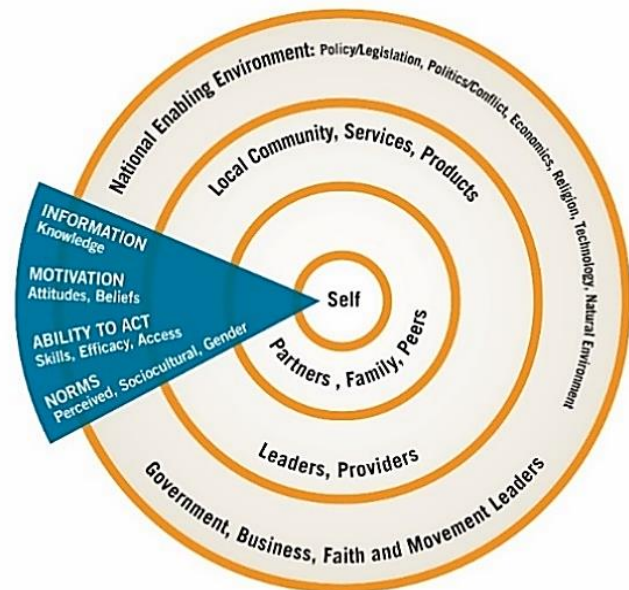 National Enabling Environment: Policy/Legislation, Politics/Conflict, Economics, Religion, Technology, Natural Environment
Local Community, Services, Products
INFORMATION
Knowledge
MOTIVATION
Attitudes, Beliefs
ABILITY TO ACT
Skills, Efficacy, Access
NORMS
Perceived, Sociocultural, Gender
Self
Partners, Family, Peers
Leaders, Providers
Government, Business, Faith and Movement Leaders